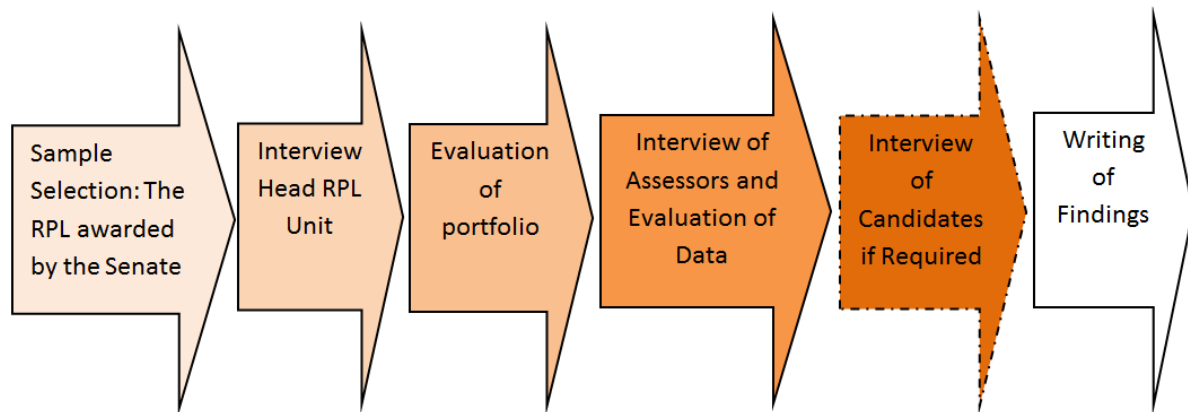 Sample
Selection: The
RPL awarded
by the Senate
Interview
Head RPL
Unit
Evaluation
of
portfolio
Interview of
Assessors and
Evaluation of
Data
Interview
of
Candidates
if Required
Writing
of
Findings